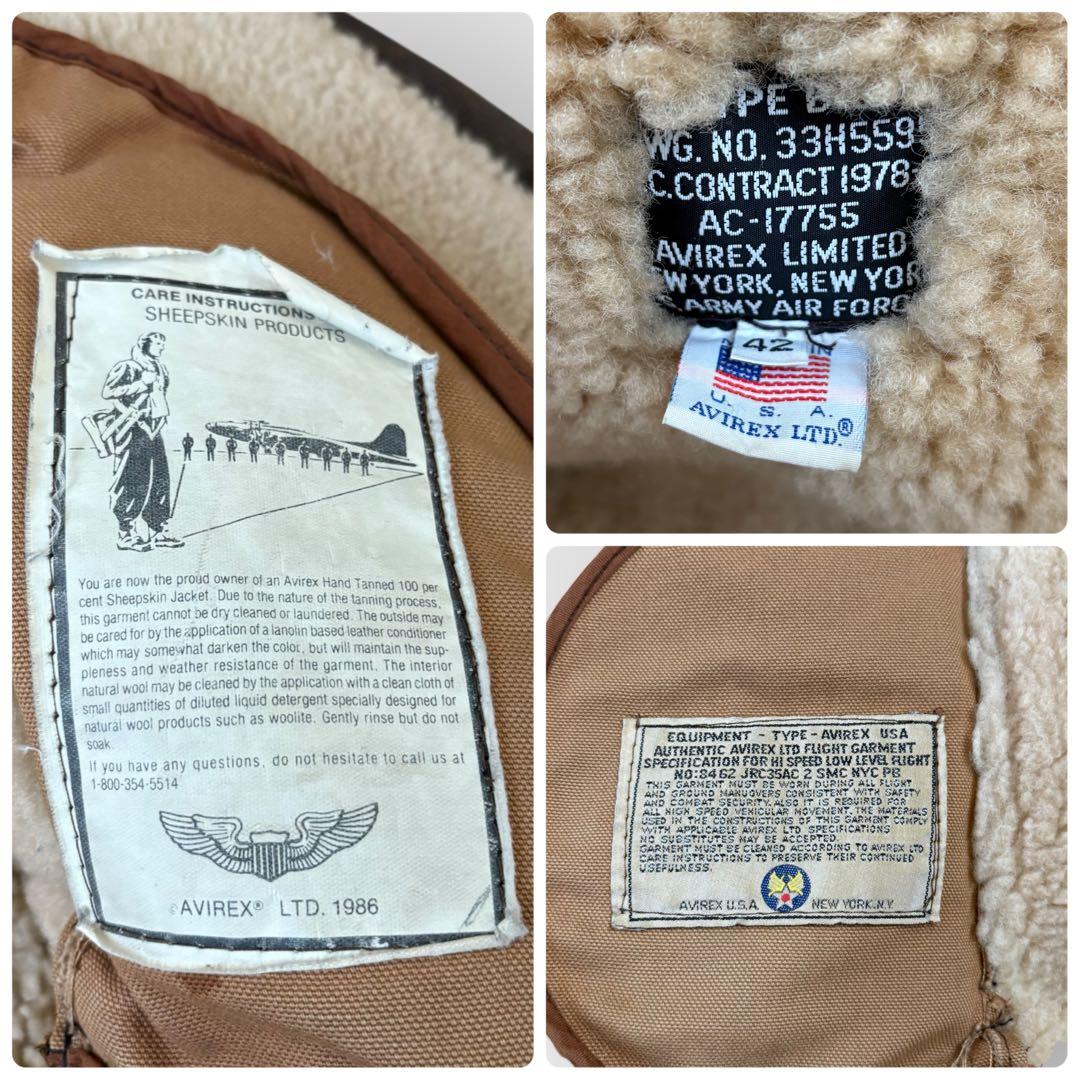 CARE INSTRUCTIONS
SHEEPSKIN PRODUCTS
You are now the proud owner of an Avirex Hand Tanned 100 per
cent Sheepskin Jacket. Due to the nature of the tanning process,
this garment cannot be dry cleaned or laundered. The outside may
be cared for by the application of a lanolin based leather conditioner
which may somewhat darken the color, but will maintain the sup-
pleness and weather resistance of the garment. The interior
natural wool may be cleaned by the application with a clean cloth of
small quantities of diluted liquid detergent specially designed for
natural wool products such as woolite. Gently rinse but do not
soak.
If you have any questions, do not hesitate to call us at
1-800-354-5514
©AVIREX® LTD. 1986
PE B
WG. NO. 33H559
C. CONTRACT 1978
AC-17755
AVIREX LIMITED
W YORK, NEW YOR
ARMY AIR FORC
42
IN
U. S. A.
AVIREX LTD.®
EQUIPMENT - TYPE - AVIREX USA
AUTHENTIC AVIREX LTD FLIGHT GARMENT
SPECIFICATION FOR HI SPEED LOW LEVEL FLIGHT
NO:8462 JRC35AC 2 SMC NYC PB
THIS GARMENT MUST BE WORN DURING ALL FLIGHT
AND GROUND MANUOVERS CONSISTENT WITH SAFETY
AND COMBAT SECURITY. ALSO IT IS REQUIRED FOR
ALL HIGH SPEED VEHICULAR MOVEMENT. THE MATERIALS
USED IN THE CONSTRUCTIONS OF THIS GARMENT COMPLY
WITH APPLICABLE AVIREX LTD SPECIFICATIONS
NO SUBSTITUTES MAY BE ACCEPTED.
GARMENT MUST BE CLEANED ACCORDING TO AVIREX LTD
CARE INSTRUCTIONS TO PRESERVE THEIR CONTINUED
USEFULNESS.
AVIREX U.S.A. NEW YORK.N.Y.